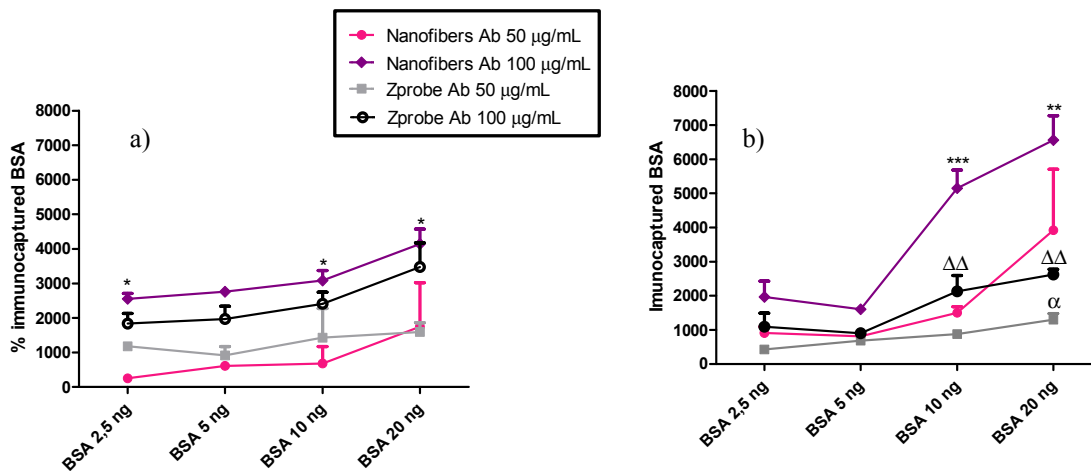 Nanofibers Ab 50 μg/mL
Nanofibers Ab 100 μg/mL
Zprobe Ab 50 μg/mL
Zprobe Ab 100 μg/mL
a)
% immunocaptured BSA
8000
7000
6000
5000
4000
3000
2000
1000
0
*
*
*
BSA 2,5 ng
BSA 5 ng
BSA 10 ng
BSA 20 ng
b)
Imunocaptured BSA
8000
7000
6000
5000
4000
3000
2000
1000
0
***
**
ΔΔ
ΔΔ
α
BSA 2,5 ng
BSA 5 ng
BSA 10 ng
BSA 20 ng